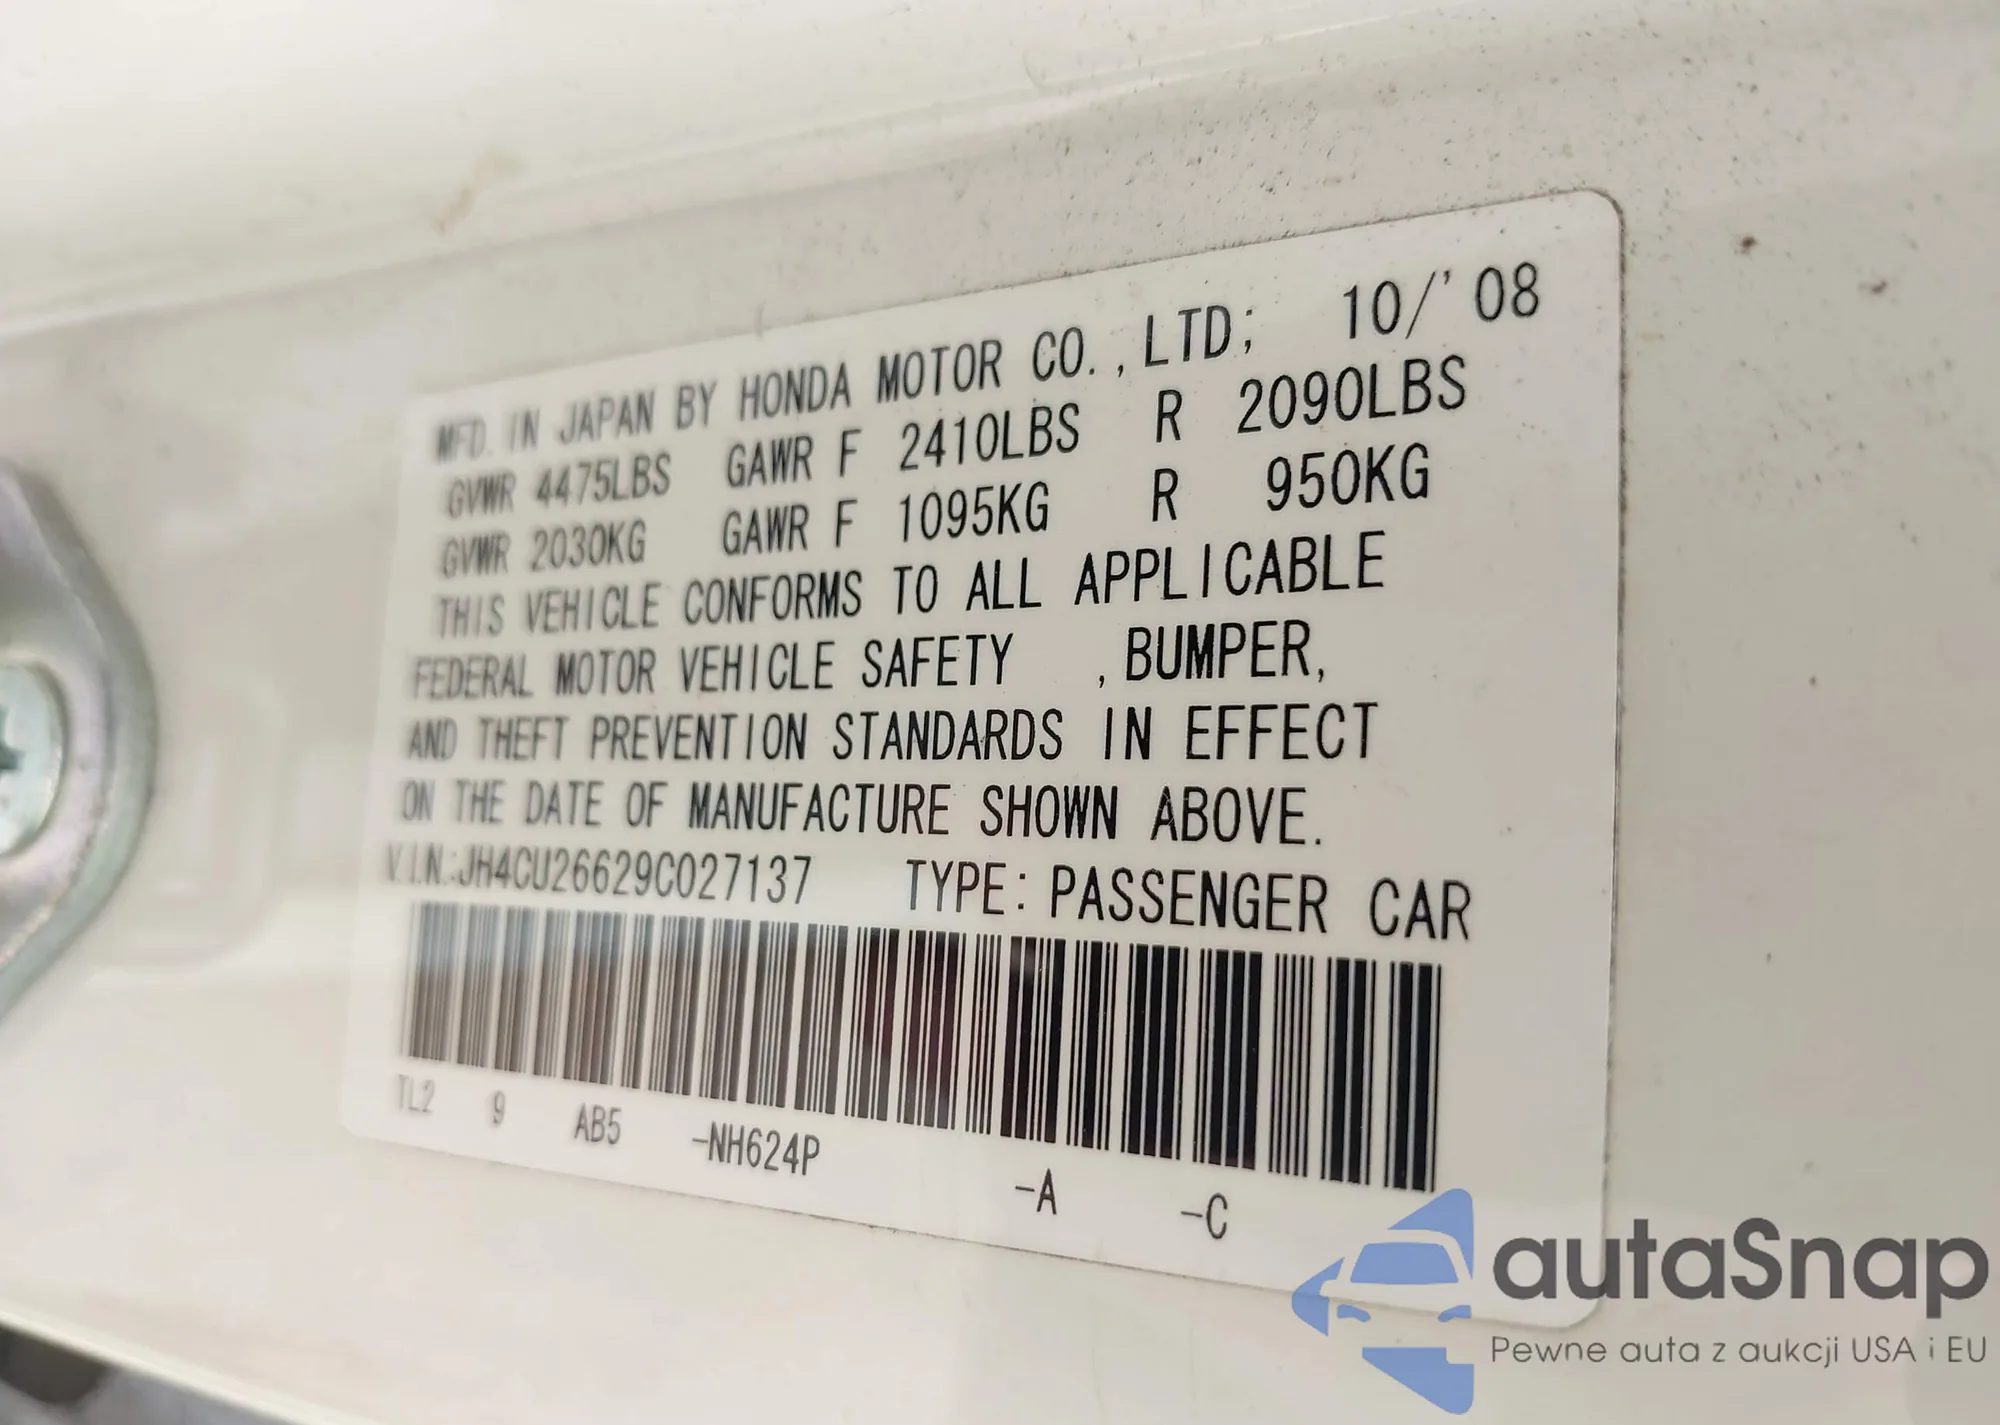 MFD. IN JAPAN BY HONDA MOTOR CO.,LTD; 10/'08
GVWR 4475LBS GAWR F 2410LBS R 2090LBS
GVWR 2030KG GAWR F 1095KG R 950KG
THIS VEHICLE CONFORMS TO ALL APPLICABLE
FEDERAL MOTOR VEHICLE SAFETY ,BUMPER,
AND THEFT PREVENTION STANDARDS IN EFFECT
ON THE DATE OF MANUFACTURE SHOWN ABOVE.
V.I.N.:JH4CU26629C027137 TYPE: PASSENGER CAR
TL2 9 AB5 -NH624P -A -C
autaSnap
Pewne auta z aukcji USA i EU